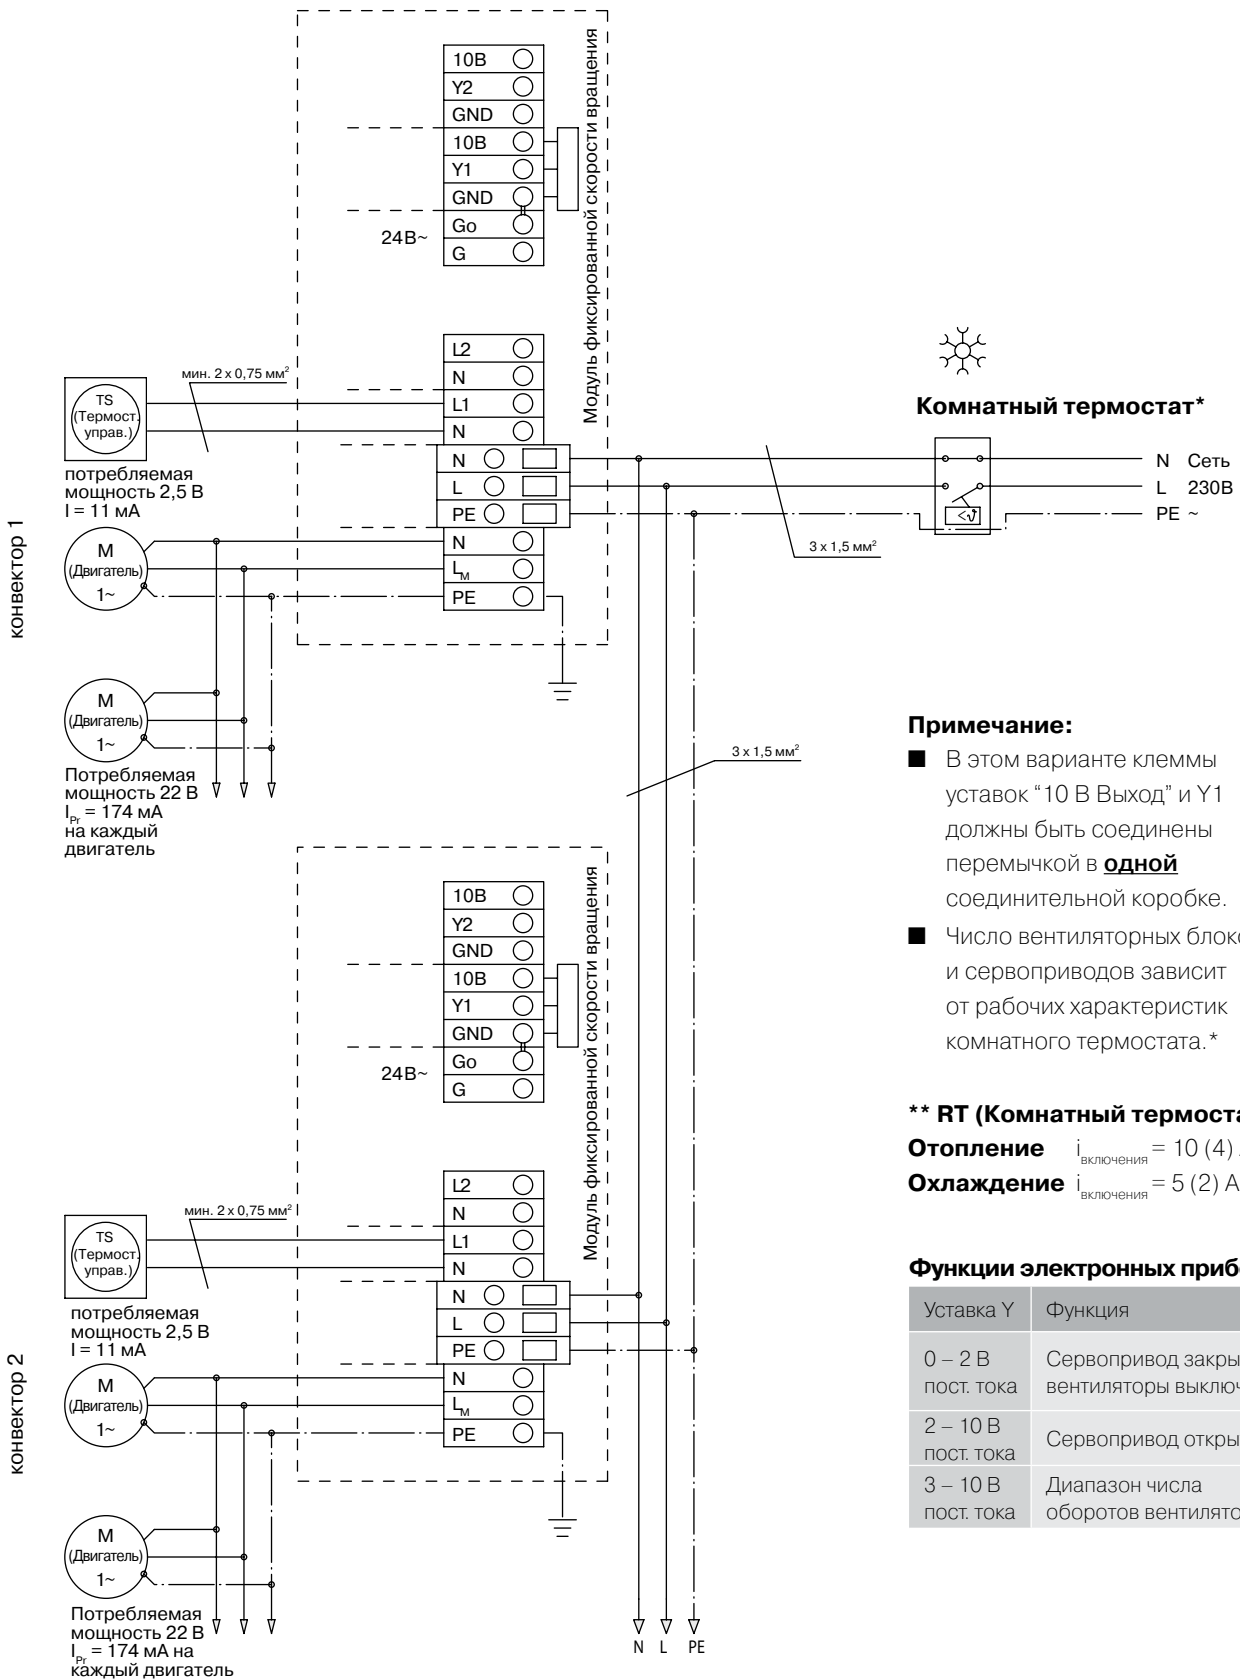 конвектор 1
10В
Y2
GND
10В
Y1
GND
Go
G
24В~
Модуль фиксированной скорости вращения
L2
N
L1
N
N
L
PE
N
LM
PE
мин. 2 x 0,75 мм²
TS
(Термост.
управ.)
потребляемая
мощность 2,5 В
I = 11 мА
М
(Двигатель)
1~
М
(Двигатель)
1~
Потребляемая
мощность 22 В
IPr = 174 мА
на каждый
двигатель
Комнатный термостат*
N Сеть
L 230В
PE ~
<ϑ
3 x 1,5 мм²
3 x 1,5 мм²
конвектор 2
10В
Y2
GND
10В
Y1
GND
Go
G
24В~
Модуль фиксированной скорости вращения
L2
N
L1
N
N
L
PE
N
LM
PE
мин. 2 x 0,75 мм²
TS
(Термост.
управ.)
потребляемая
мощность 2,5 В
I = 11 мА
М
(Двигатель)
1~
М
(Двигатель)
1~
Потребляемая
мощность 22 В
IPr = 174 мА на
каждый двигатель
N L PE
Примечание:
■ В этом варианте клеммы
уставок “10 В Выход” и Y1
должны быть соединены
перемычкой в одной
соединительной коробке.
■ Число вентиляторных
и сервоприводов зависит
от рабочих характеристик
комнатного термостата.*
** RT (Комнатный
Отопление iвключения = 10 (4)
Охлаждение iвключения = 5 (2) А
Функции электронных
Уставка Y Функция
0 – 2 В Сервопривод
пост. тока вентиляторы
2 – 10 В
пост. тока Сервопривод
3 – 10 В Диапазон числа
пост. тока оборотов